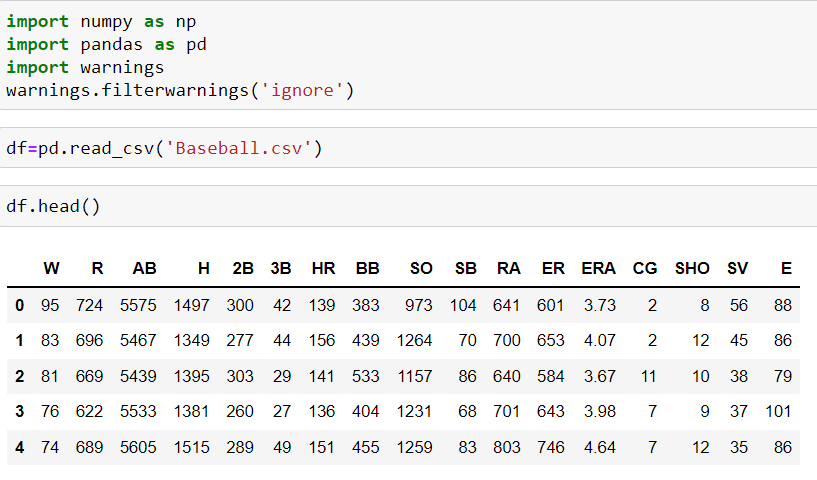 import numpy as np
import pandas as pd
import warnings
warnings.filterwarnings('ignore')
df=pd.read_csv('Baseball.csv')
df.head()
W R AB H 2B 3B HR BB SO SB RA ER ERA CG SHO SV E
0 95 724 5575 1497 300 42 139 383 973 104 641 601 3.73 2 8 56 88
1 83 696 5467 1349 277 44 156 439 1264 70 700 653 4.07 2 12 45 86
2 81 669 5439 1395 303 29 141 533 1157 86 640 584 3.67 11 10 38 79
3 76 622 5533 1381 260 27 136 404 1231 68 701 643 3.98 7 9 37 101
4 74 689 5605 1515 289 49 151 455 1259 83 803 746 4.64 7 12 35 86